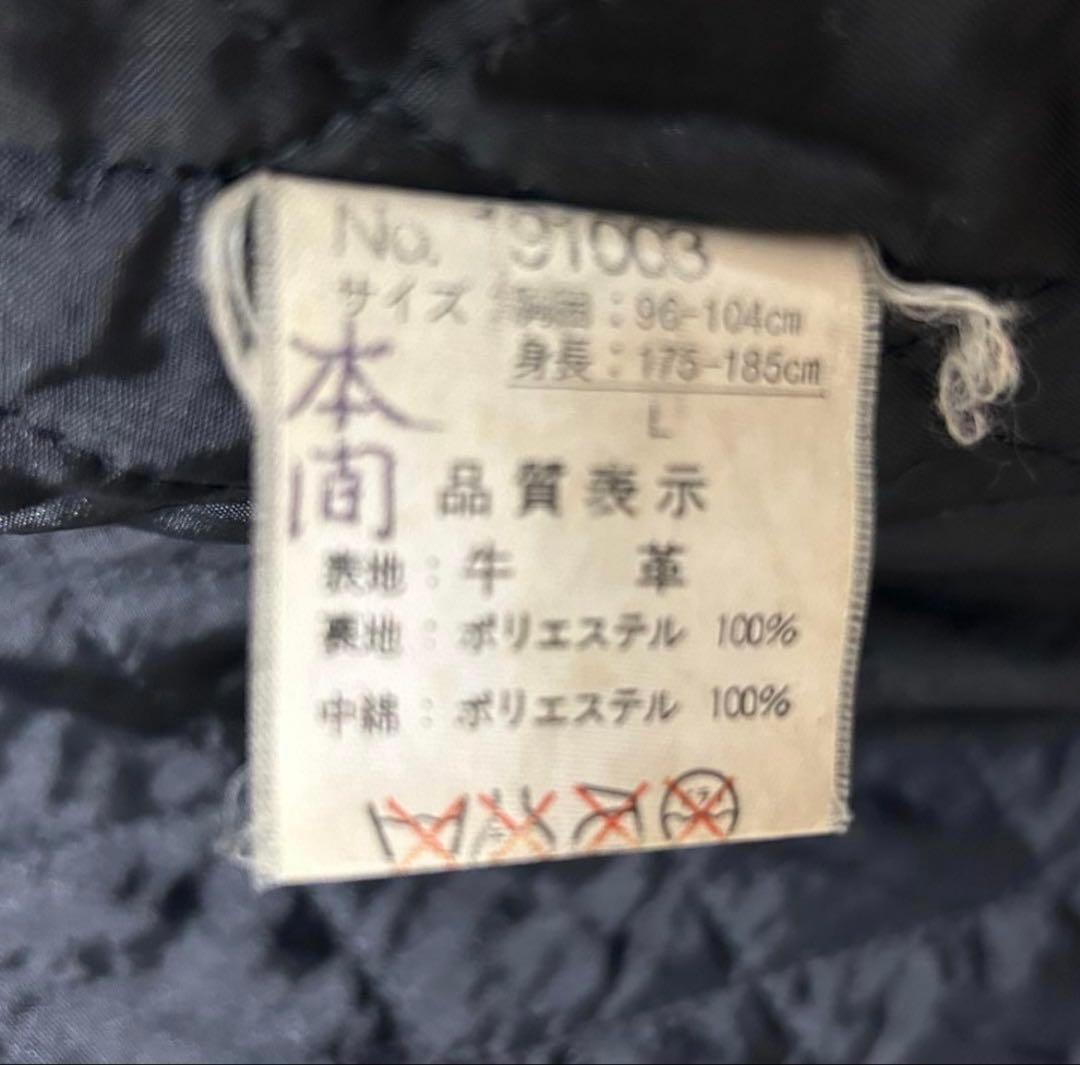 No. 91003
サイズ 胸囲：96-104cm
身長：175-185cm
L
本間
品質表示
表地：牛 革
裏地：ポリエステル 100%
中綿：ポリエステル 100%